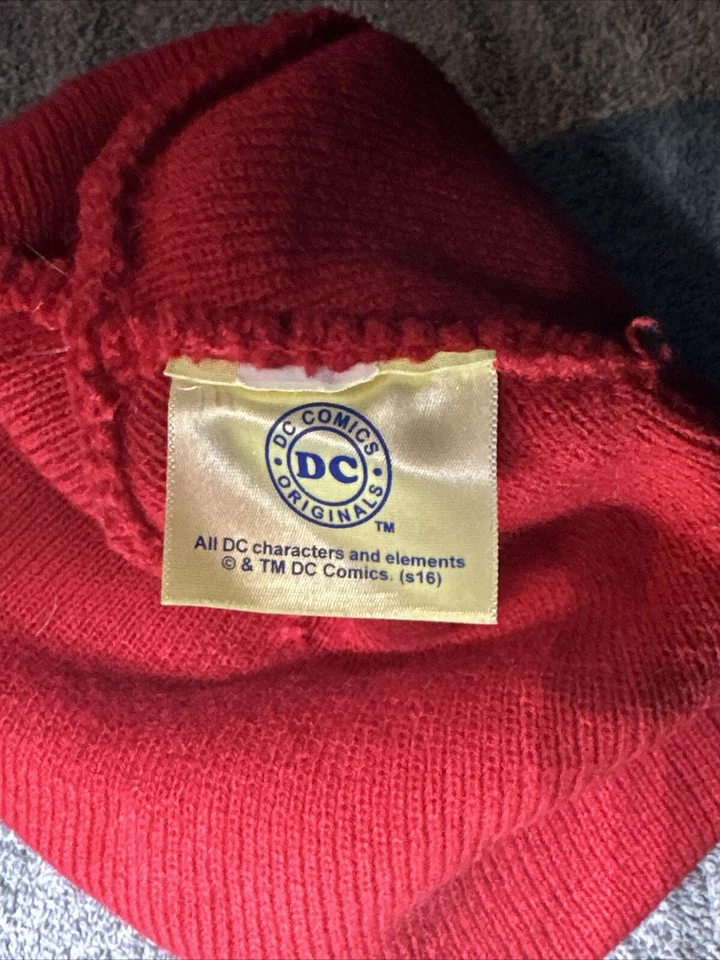 DC COMICS
DC
ORIGINALS
TM
All DC characters and elements
© & TM DC Comics. (s16)